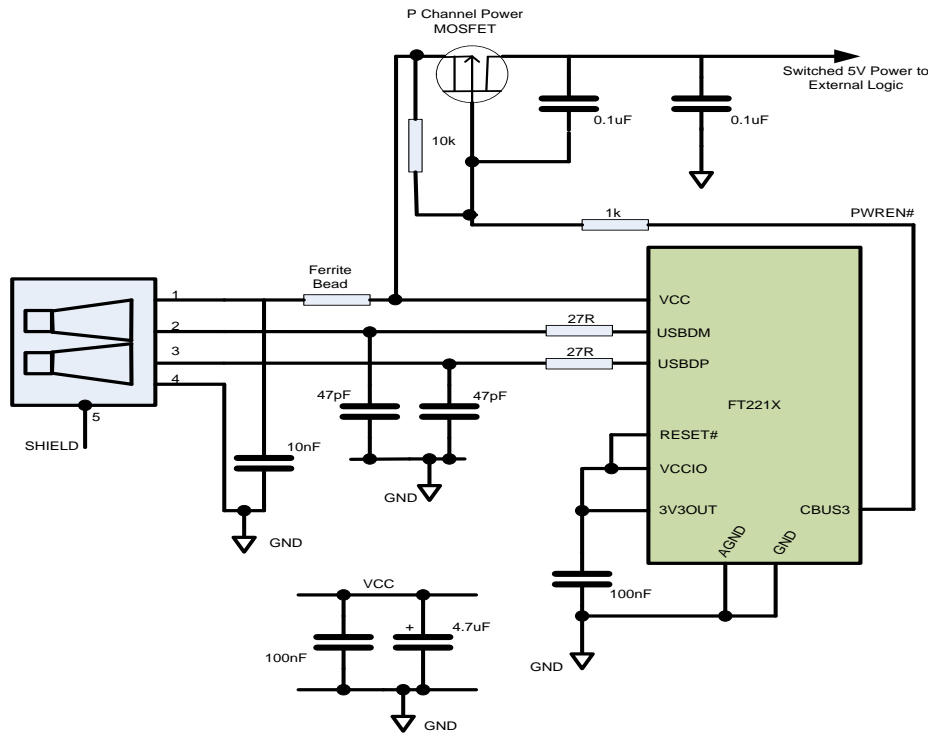 P Channel Power
MOSFET
Switched 5V Power to
External Logic
0.1uF
0.1uF
10k
1k
PWREN#
Ferrite
Bead
1
VCC
27R
2
USBDM
27R
3
USBDP
4
47pF
47pF
FT221X
5
SHIELD
10nF
RESET#
VCCIO
GND
3V3OUT
CBUS3
GND
AGND
GND
VCC
100nF
+
4.7uF
100nF
GND
GND